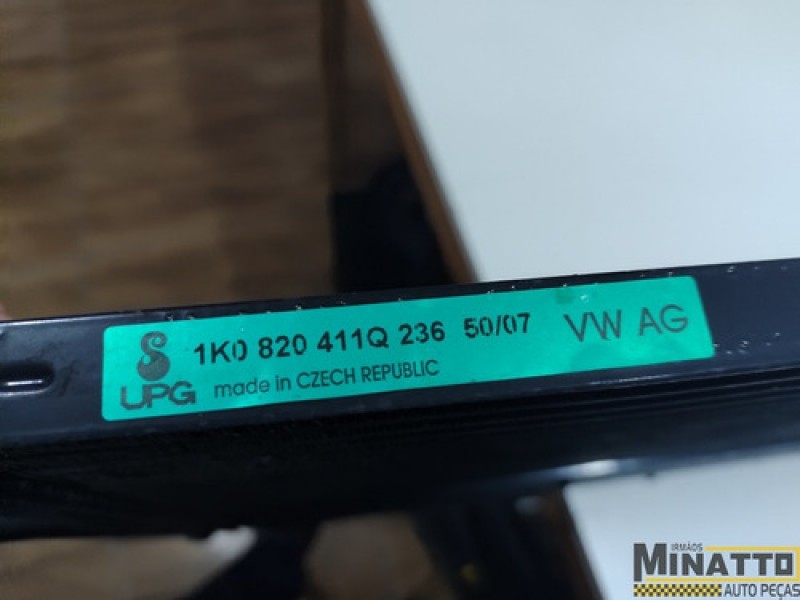 1K0 820 411Q 236 50/07 VW AG
UPG made in CZECH REPUBLIC
IRMÃOS
MINATTO
AUTO PEÇAS